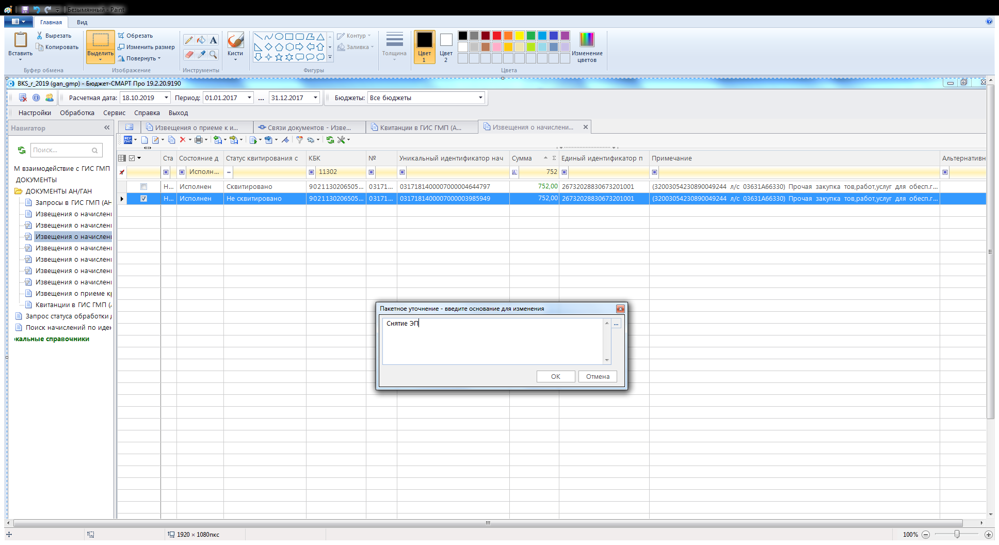 Безымянный - Paint
Главная Вид
Вставить
Вырезать
Копировать
Буфер обмена
Выделить
Обрезать
Изменить размер
Повернуть
Изображение
Инструменты
Кисти
Контур
Заливка
Фигуры
Толщина
Цвет 1
Цвет 2
Изменение цветов
Цвета
BKS_r_2019 (gan_gmp) - Бюджет-СМАРТ Про 19.2.20.9190
Расчетная дата: 18.10.2019 Период: 01.01.2017 ... 31.12.2017 Бюджеты: Все бюджеты
Настройки Обработка Сервис Справка Выход
Навигатор
Извещения о приеме к и... Связи документов - Изве... Квитанции в ГИС ГМП (А... Извещения о начислени...
Поиск...
М взаимодействие с ГИС ГМП
ДОКУМЕНТЫ
ДОКУМЕНТЫ АН/ГАН
Запросы в ГИС ГМП (АН
Извещения о начислени
Извещения о начислени
Извещения о начислени
Извещения о начислени
Извещения о начислени
Извещения о начислени
Извещения о начислени
Извещения о приеме к
Квитанции в ГИС ГМП (
Запрос статуса обработки
Поиск начислений по иден
кальные справочники
Ста Состояние д Статус квитирования с КБК № Уникальный идентификатор нач Сумма Σ Единый идентификатор п Примечание Альтернативн
Исполн... 11302 752
Н... Исполнен Сквитировано 9021130206505... 03171... 0317181400007000004644797 752,00 26732028830673201001 (32003054230890049244 л/с 03631А66330) Прочая закупка тов,работ,услуг для обесп.г...
Н... Исполнен Не сквитировано 9021130206505... 03171... 0317181400007000003985949 752,00 26732028830673201001 (32003054230890049244 л/с 03631А66330) Прочая закупка тов,работ,услуг для обесп.г...
Пакетное уточнение - введите основание для изменения
Снятие ЭП
...
ОК Отмена
1920 × 1080пкс
100%